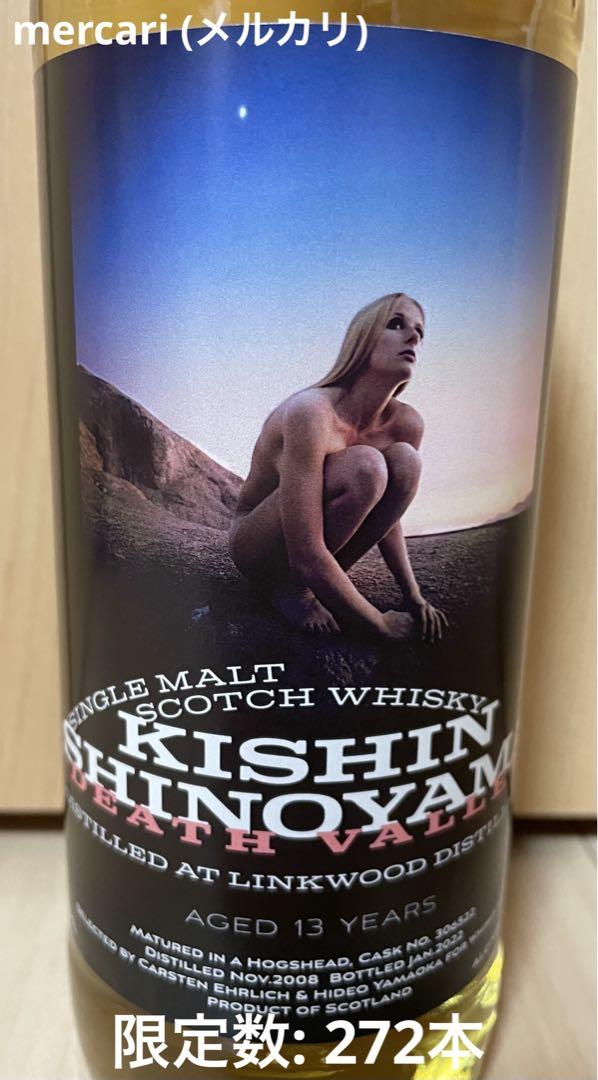 mercari (メルカリ)
SINGLE MALT
SCOTCH WHISKY
KISHIN
SHINOYAM
DEATH VALLE
DISTILLED AT LINKWOOD
AGED 13 YEARS
MATURED IN A HOGSHEAD, CASK NO. 306522
DISTILLED NOV.2008 BOTTLED JAN.2022
SELECTED BY CARSTEN EHRLICH & HIDEO YAMAOKA FOR
PRODUCT OF SCOTLAND
限定数: 272本